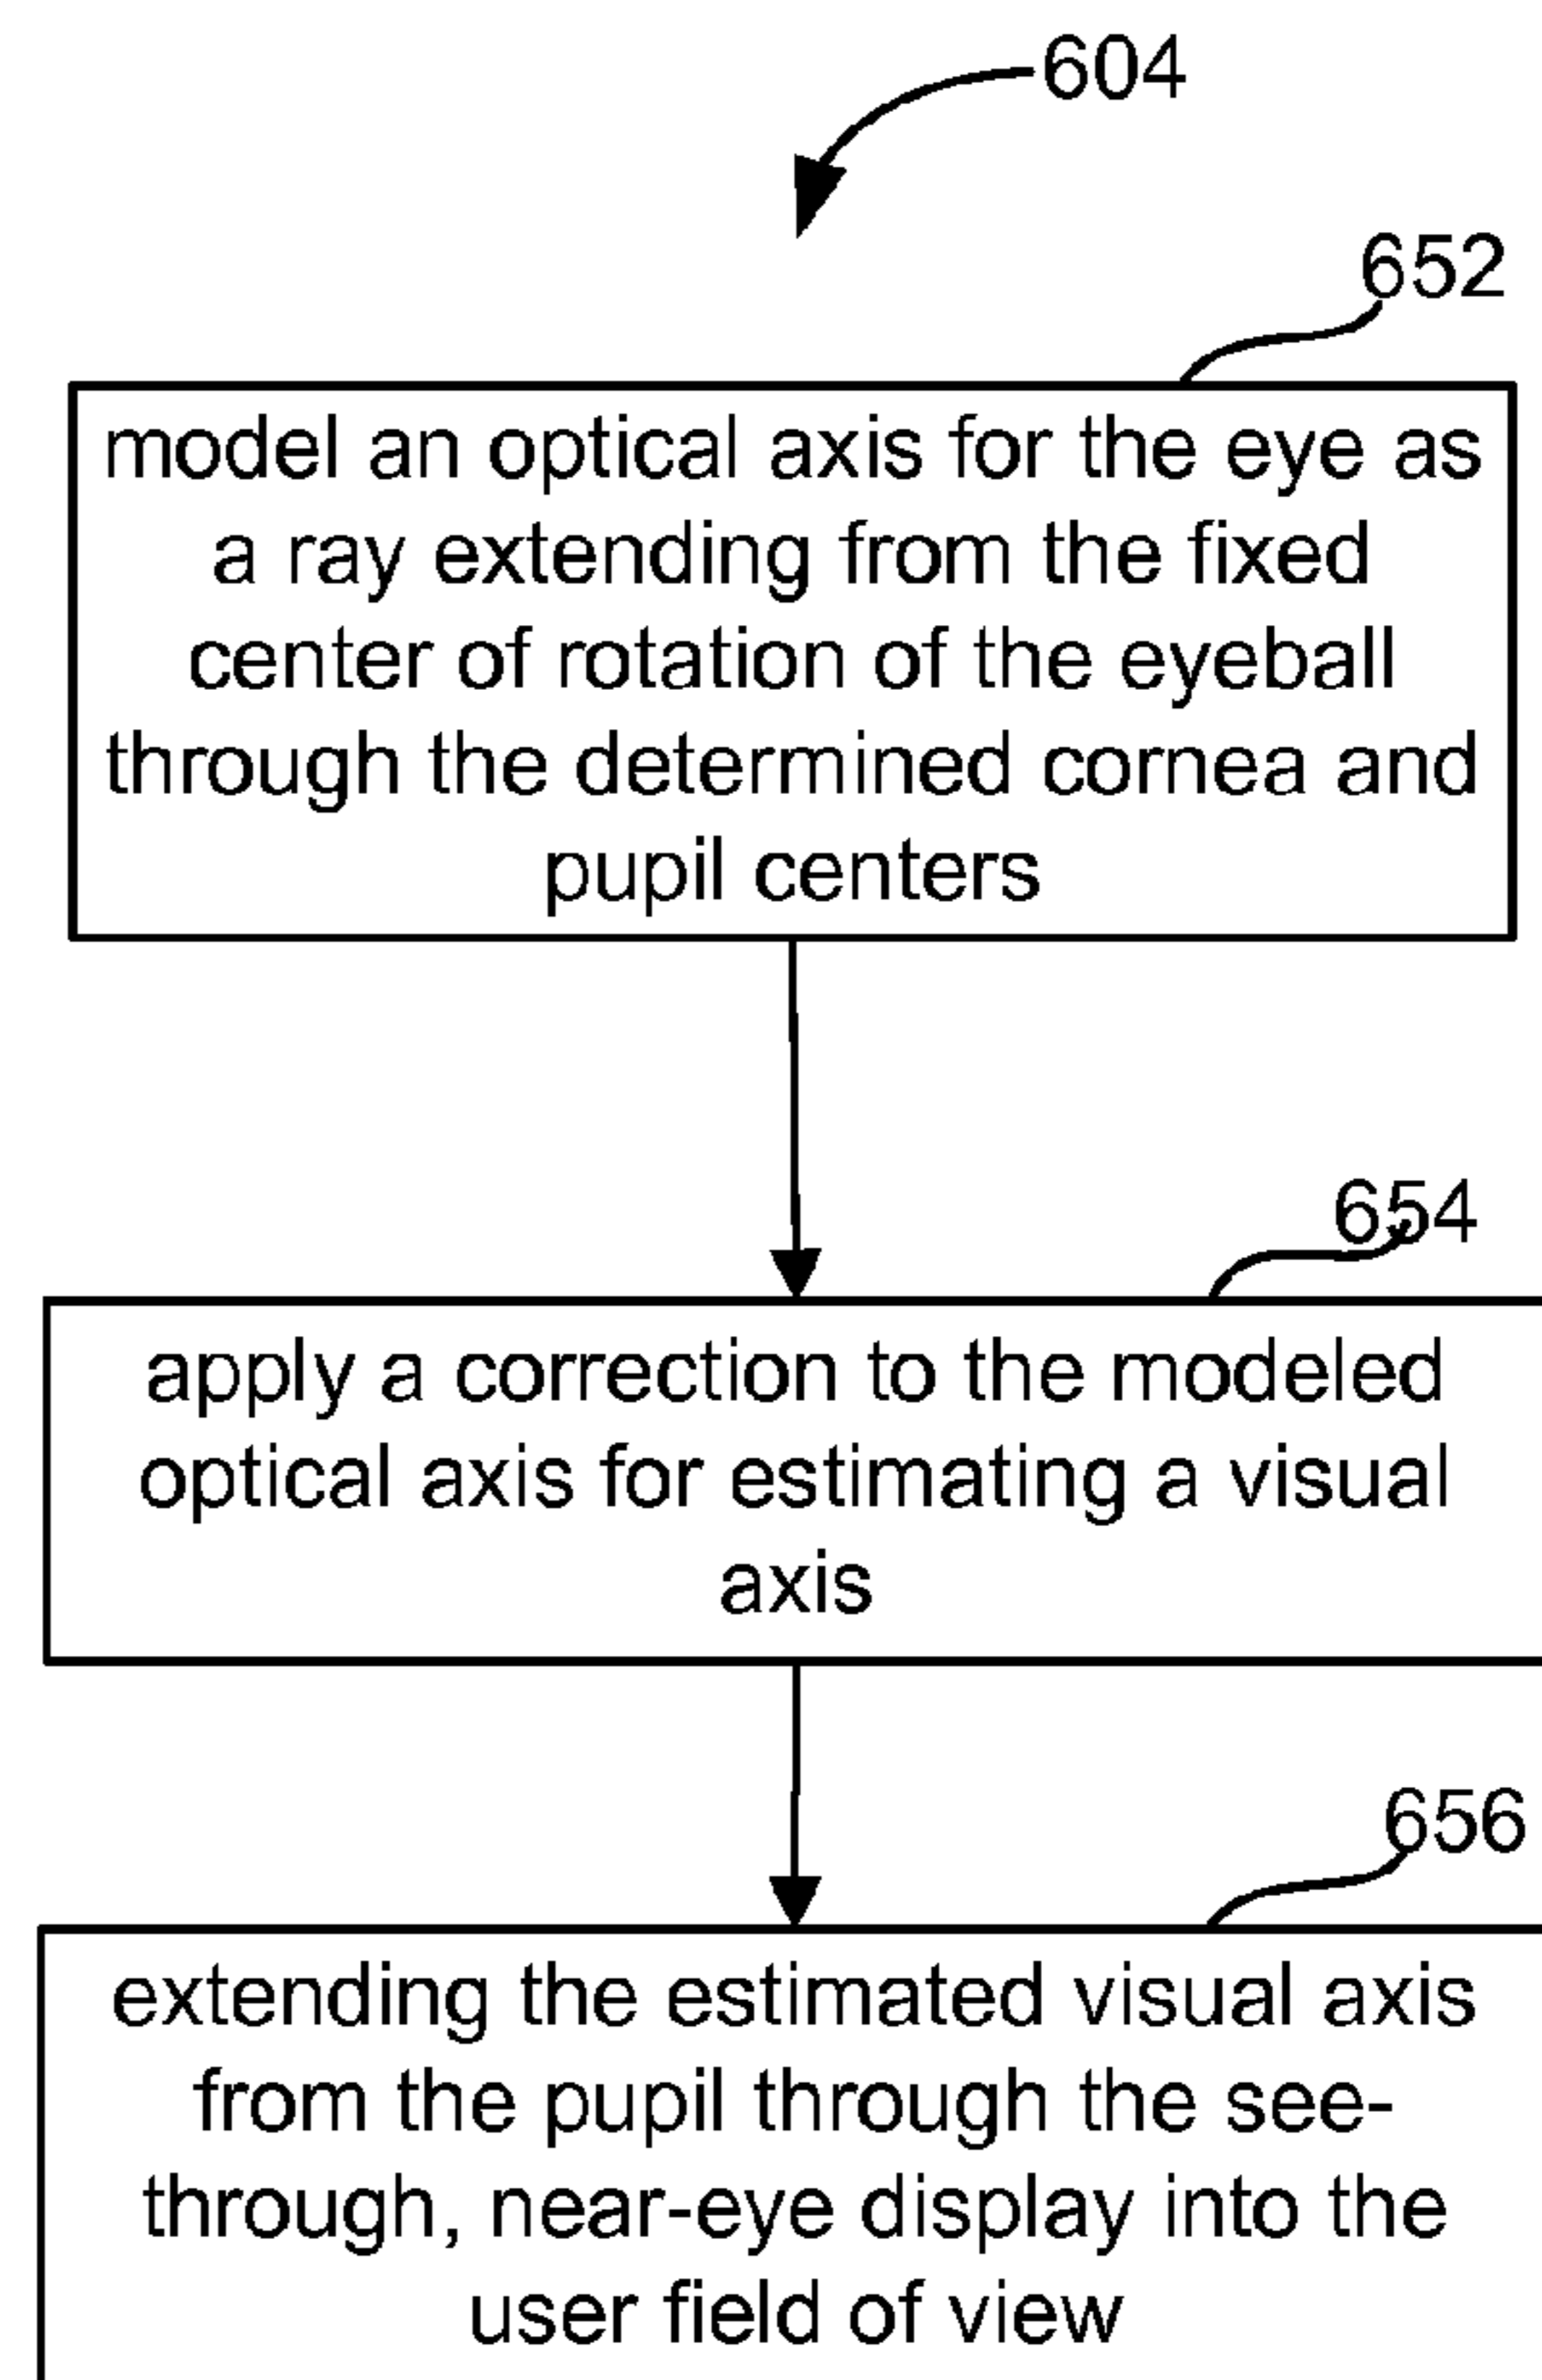 604
652
model an optical axis for the eye as
a ray extending from the fixed
center of rotation of the eyeball
through the determined cornea and
pupil centers
654
apply a correction to the modeled
optical axis for estimating a visual
axis
656
extending the estimated visual axis
from the pupil through the see-
through, near-eye display into the
user field of view